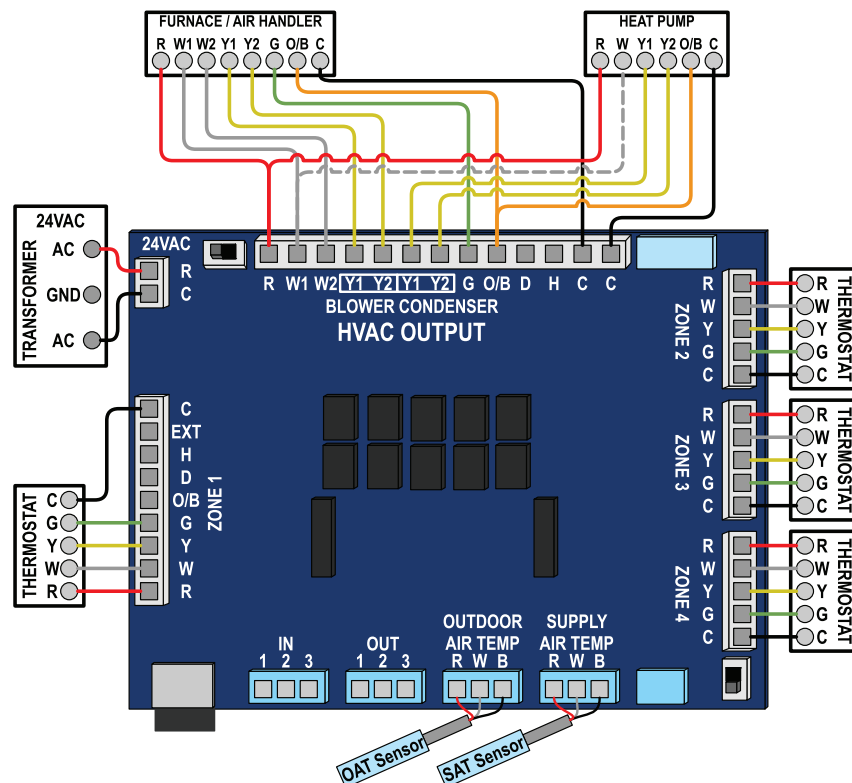 FURNACE / AIR HANDLER
R W1 W2 Y1 Y2 G O/B C
HEAT PUMP
R W Y1 Y2 O/B C
24VAC
AC
GND
AC
TRANSFORMER
24VAC
R
C
R W1 W2 Y1 Y2 Y1 Y2 G O/B D H C C
BLOWER CONDENSER
HVAC OUTPUT
R
W
Y
G
C
ZONE 2
R
W
Y
G
C
THERMOSTAT
R
W
Y
G
C
ZONE 3
R
W
Y
G
C
THERMOSTAT
R
W
Y
G
C
ZONE 4
R
W
Y
G
C
THERMOSTAT
C
EXT
H
D
O/B
G
Y
W
R
ZONE 1
THERMOSTAT
C
G
Y
W
R
IN
1 2 3
OUT
1 2 3
OUTDOOR
AIR TEMP
R W B
SUPPLY
AIR TEMP
R W B
OAT Sensor
SAT Sensor